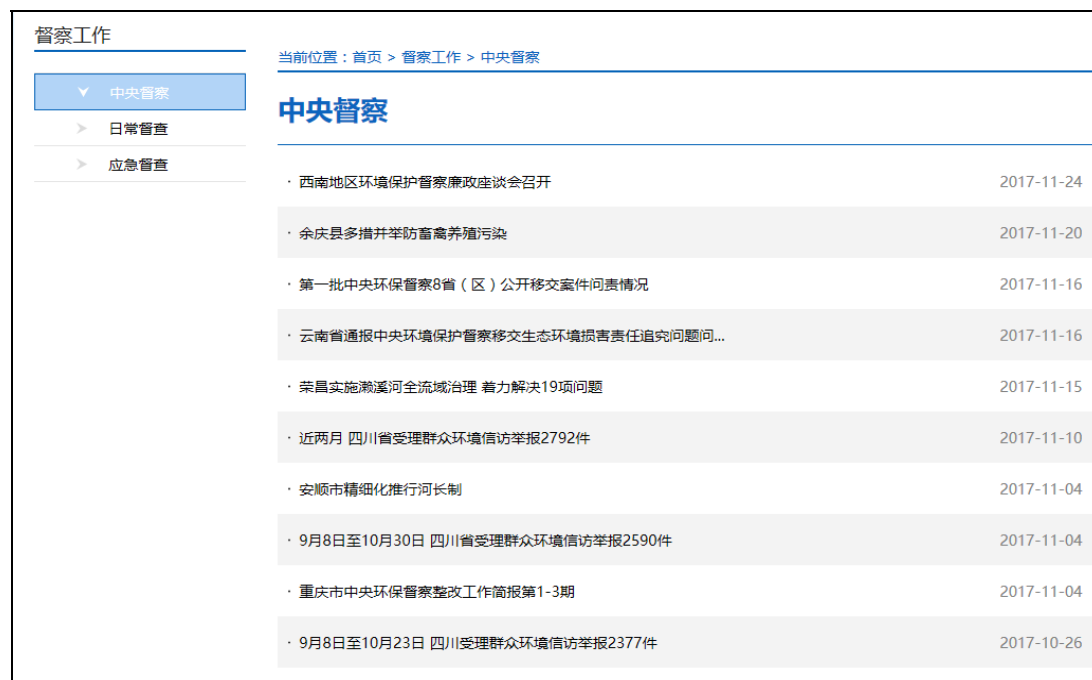 督察工作
当前位置：首页 > 督察工作 > 中央督察
中央督察
日常督查
应急督查
中央督察
· 西南地区环境保护督察廉政座谈会召开 2017-11-24
· 余庆县多措并举防畜禽养殖污染 2017-11-20
· 第一批中央环保督察8省（区）公开移交案件问责情况 2017-11-16
· 云南省通报中央环境保护督察移交生态环境损害责任追究问题问... 2017-11-16
· 荣昌实施濑溪河全流域治理 着力解决19项问题 2017-11-15
· 近两月 四川省受理群众环境信访举报2792件 2017-11-10
· 安顺市精细化推行河长制 2017-11-04
· 9月8日至10月30日 四川省受理群众环境信访举报2590件 2017-11-04
· 重庆市中央环保督察整改工作简报第1-3期 2017-11-04
· 9月8日至10月23日 四川受理群众环境信访举报2377件 2017-10-26